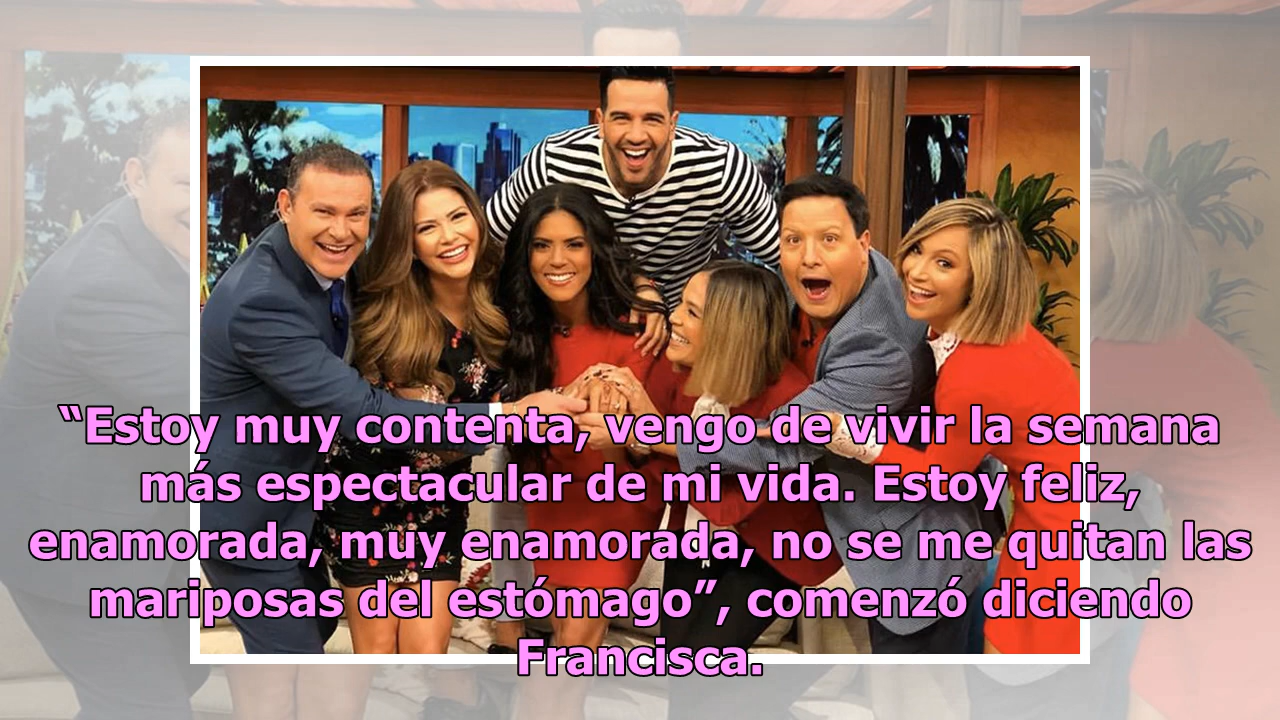 “Estoy muy contenta, vengo de vivir la semana
más espectacular de mi vida. Estoy feliz,
enamorada, muy enamorada, no se me quitan las
mariposas del estómago”, comenzó diciendo
Francisca.